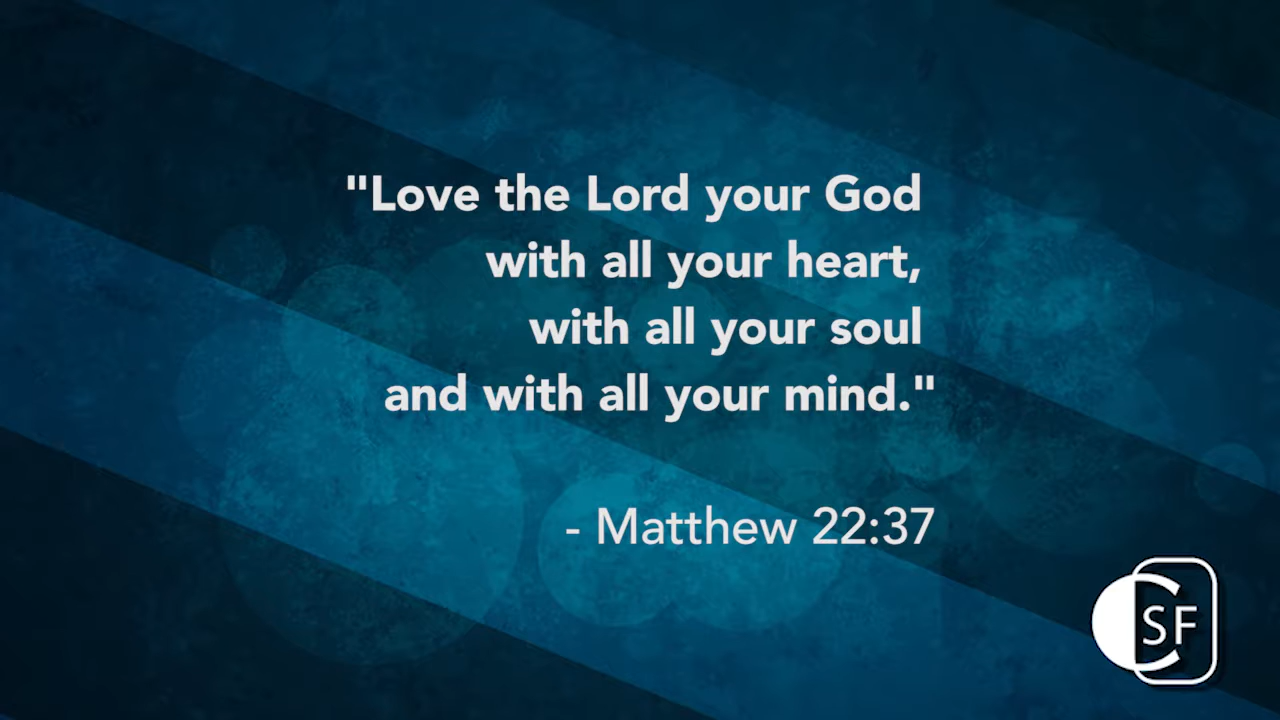 "Love the Lord your God
with all your heart,
with all your soul
and with all your mind."
- Matthew 22:37
CSF